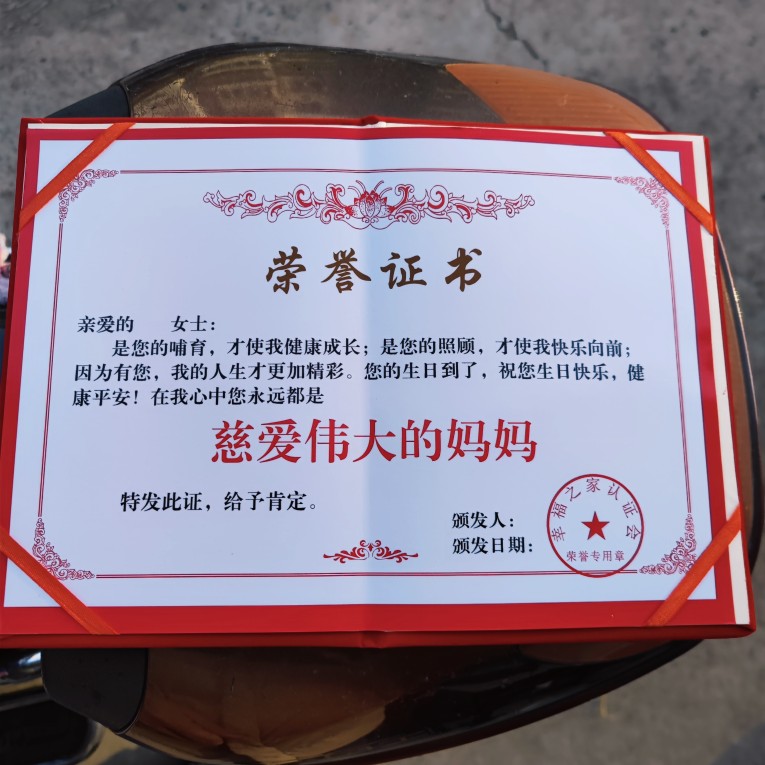 荣誉证书
亲爱的 女士：
是您的哺育，才使我健康成长；是您的照顾，才使我快乐向前；
因为有您，我的人生才更加精彩。您的生日到了，祝您生日快乐，健
康平安！在我心中您永远都是
慈爱伟大的妈妈
特发此证，给予肯定。
颁发人：
颁发日期：
幸福之家认证会
荣誉专用章